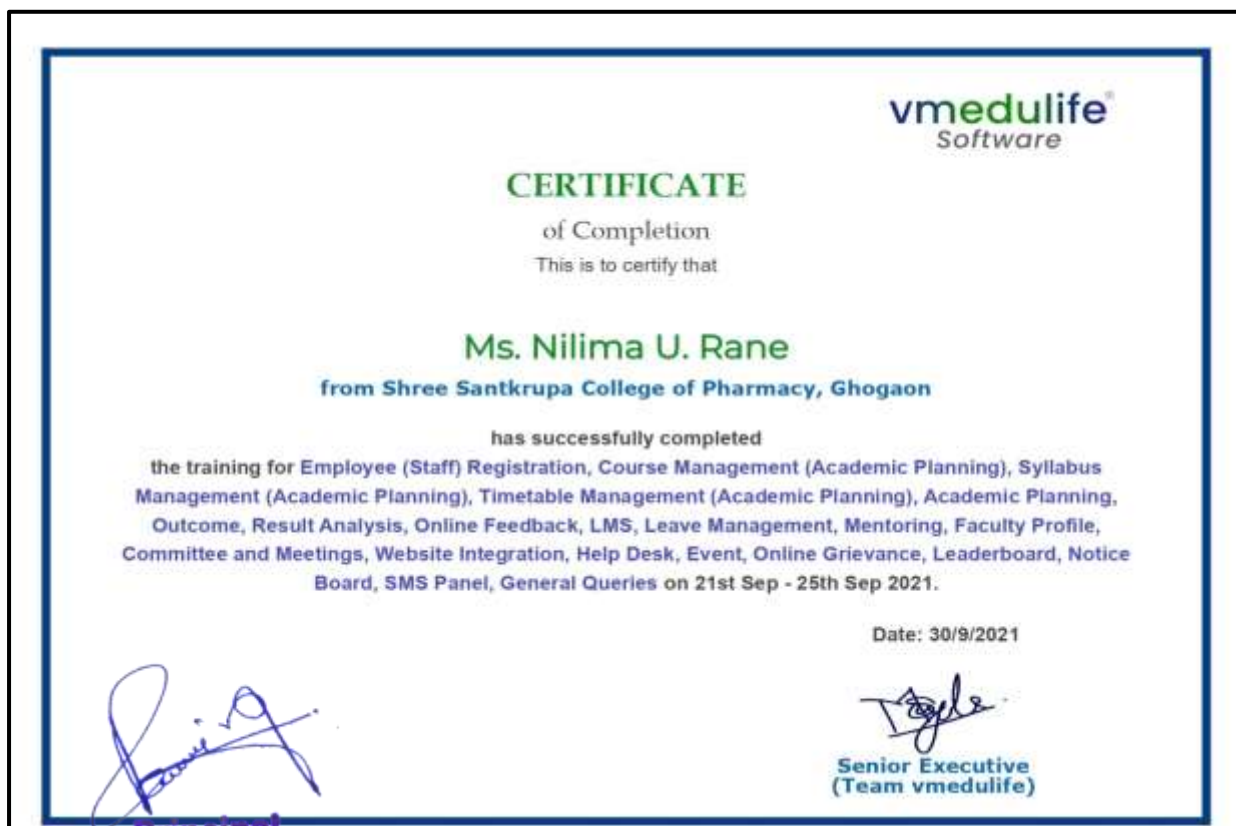 vmedulife®
Software
CERTIFICATE
of Completion
This is to certify that
Ms. Nilima U. Rane
from Shree Santkrupa College of Pharmacy, Ghogaon
has successfully completed
the training for Employee (Staff) Registration, Course Management (Academic Planning), Syllabus
Management (Academic Planning), Timetable Management (Academic Planning), Academic Planning,
Outcome, Result Analysis, Online Feedback, LMS, Leave Management, Mentoring, Faculty Profile,
Committee and Meetings, Website Integration, Help Desk, Event, Online Grievance, Leaderboard, Notice
Board, SMS Panel, General Queries on 21st Sep - 25th Sep 2021.
Date: 30/9/2021
Senior Executive
(Team vmedulife)